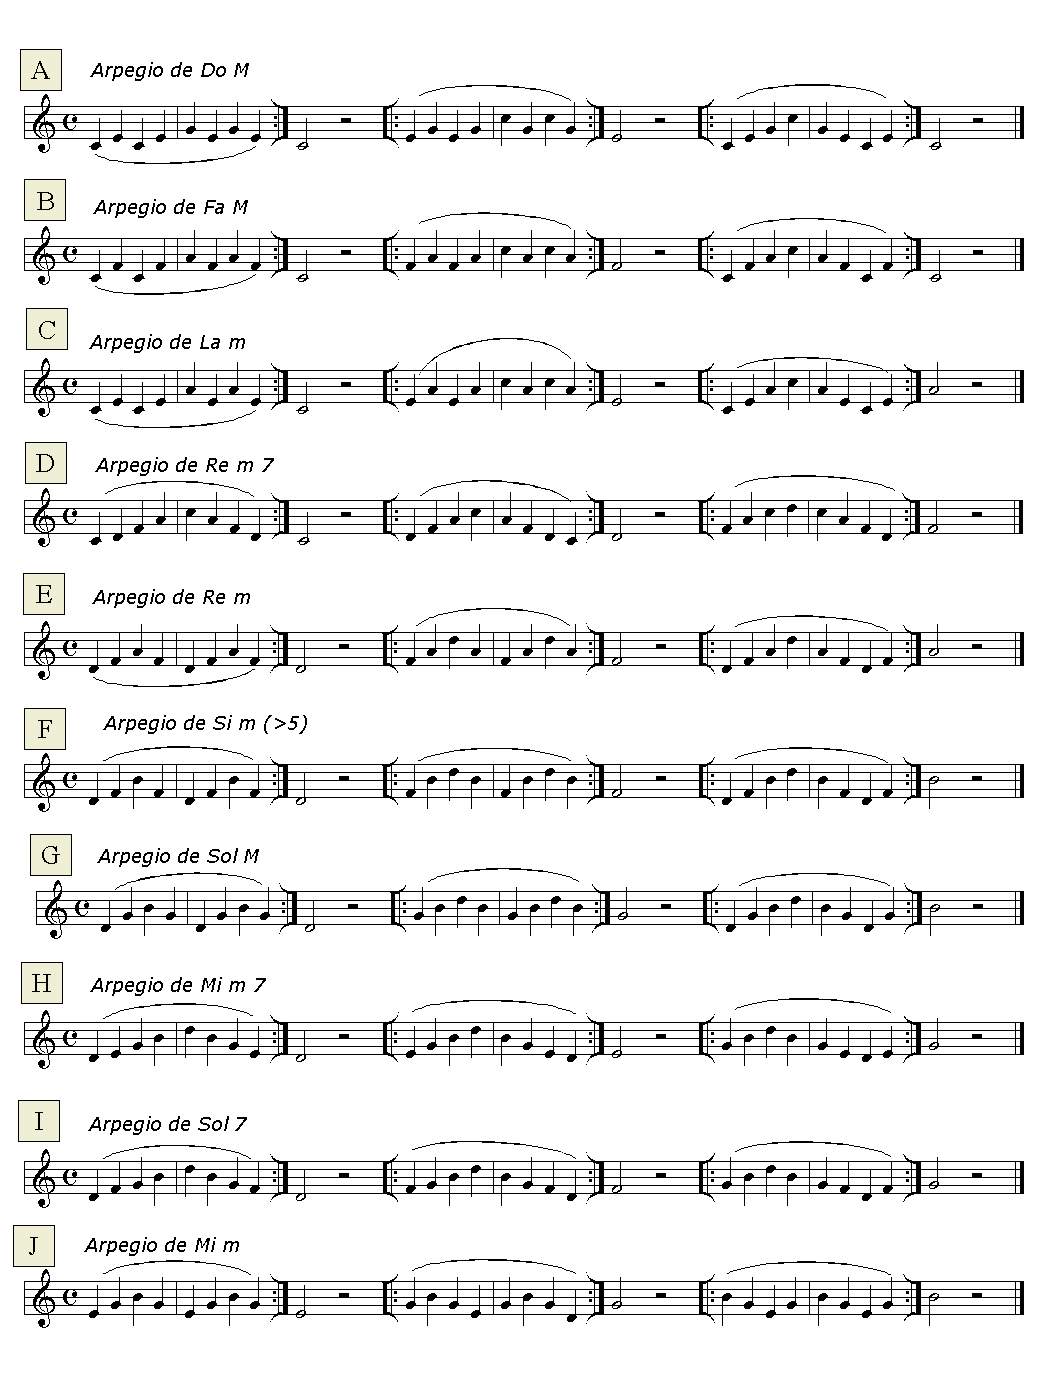 A
Arpegio de Do M
B
Arpegio de Fa M
C
Arpegio de La m
D
Arpegio de Re m 7
E
Arpegio de Re m
F
Arpegio de Si m (>5)
G
Arpegio de Sol M
H
Arpegio de Mi m 7
I
Arpegio de Sol 7
J
Arpegio de Mi m